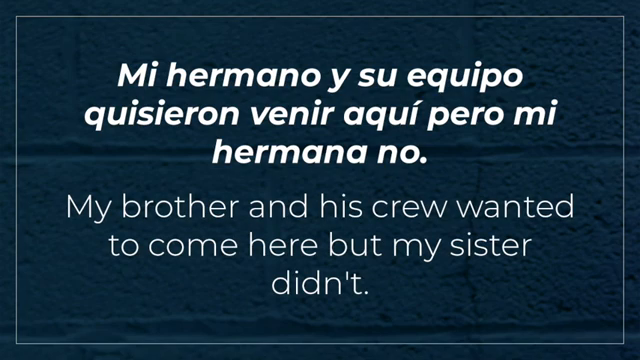 Mi hermano y su equipo
quisieron venir aquí pero mi
hermana no.
My brother and his crew wanted
to come here but my sister
didn't.